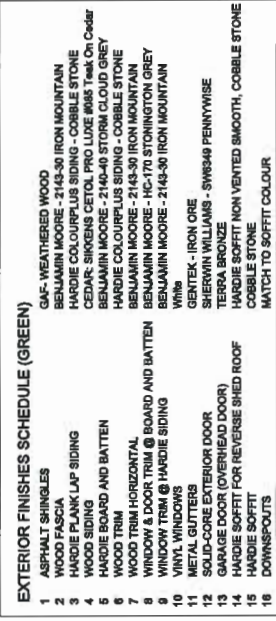 EXTERIOR FINISHES SCHEDULE (GREEN)
1 ASPHALT SHINGLES GAF- WEATHERED WOOD
2 WOOD FASCIA BENJAMIN MOORE - 2143-30 IRON MOUNTAIN
3 HARDIE PLANK LAP SIDING HARDIE COLOURPLUS SIDING - COBBLE STONE
4 WOOD SIDING CEDAR: SIKKENS CETOL PRO LUXE #085 Teak On Cedar
5 HARDIE BOARD AND BATTEN BENJAMIN MOORE - 2140-40 STORM CLOUD GREY
6 WOOD TRIM HARDIE COLOURPLUS SIDING - COBBLE STONE
7 WOOD TRIM HORIZONTAL BENJAMIN MOORE - 2143-30 IRON MOUNTAIN
8 WINDOW & DOOR TRIM @ BOARD AND BATTEN BENJAMIN MOORE - HC-170 STONINGTON GREY
9 WINDOW TRIM @ HARDIE SIDING BENJAMIN MOORE - 2143-30 IRON MOUNTAIN
10 VINYL WINDOWS White
11 METAL GUTTERS GENTEK - IRON ORE
12 SOLID-CORE EXTERIOR DOOR SHERWIN WILLIAMS - SW6349 PENNYWISE
13 GARAGE DOOR (OVERHEAD DOOR) TERRA BRONZE
14 HARDIE SOFFIT FOR REVERSE SHED ROOF HARDIE SOFFIT NON VENTED SMOOTH, COBBLE STONE
15 HARDIE SOFFIT COBBLE STONE
16 DOWNSPOUTS MATCH TO SOFFIT COLOUR